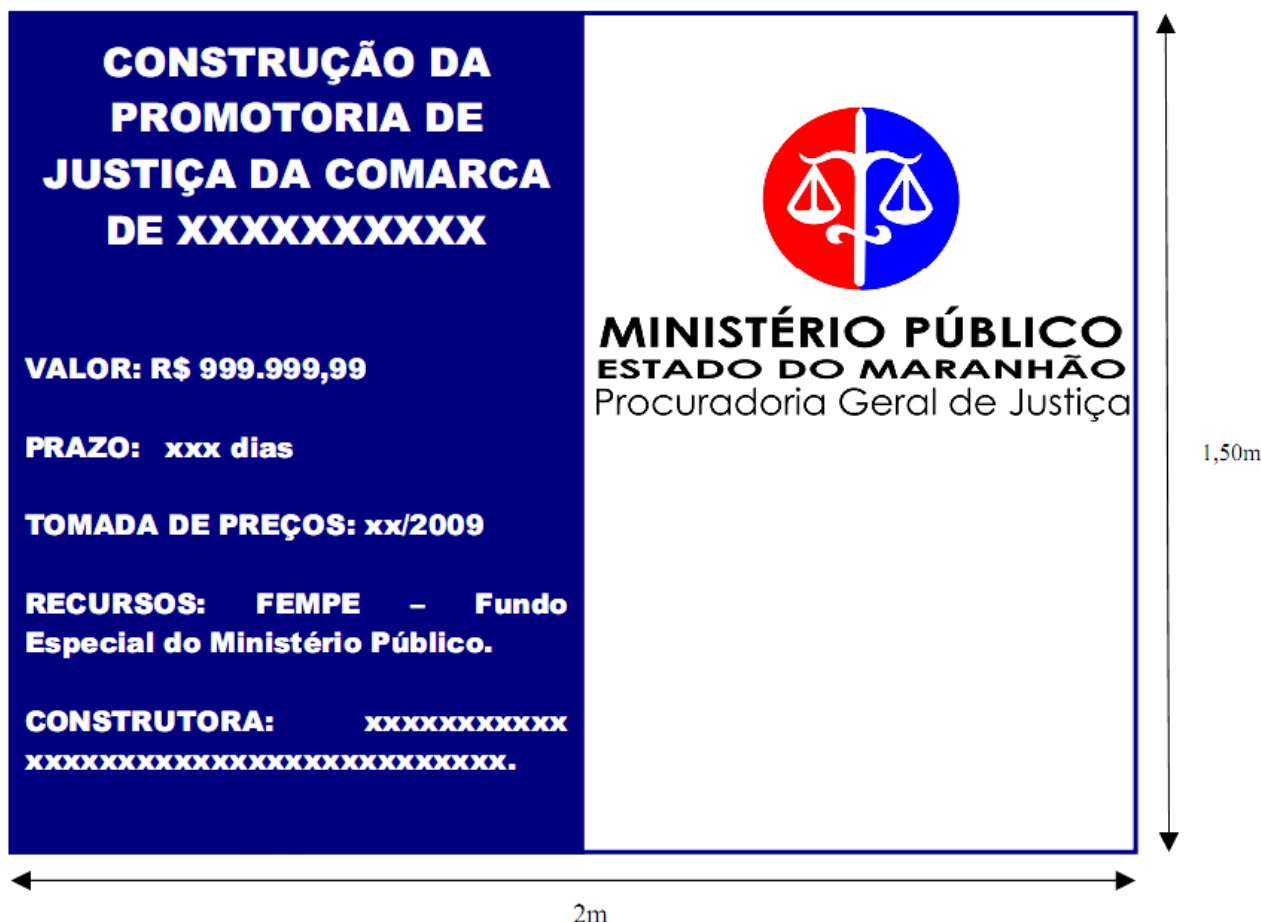 CONSTRUÇÃO DA
PROMOTORIA DE
JUSTIÇA DA COMARCA
DE XXXXXXXXXX
VALOR: R$ 999.999,99
PRAZO: xxx dias
TOMADA DE PREÇOS: xx/2009
RECURSOS: FEMPE – Fundo
Especial do Ministério Público.
CONSTRUTORA: xxxxxxxxxxx
xxxxxxxxxxxxxxxxxxxxxxxxxx.
MINISTÉRIO PÚBLICO
ESTADO DO MARANHÃO
Procuradoria Geral de Justiça
1,50m
2m